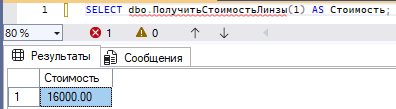 1 SELECT dbo.ПолучитьСтоимостьЛинзы(1) AS Стоимость;
80 % 1 0
Результаты Сообщения
Стоимость
1 16000.00